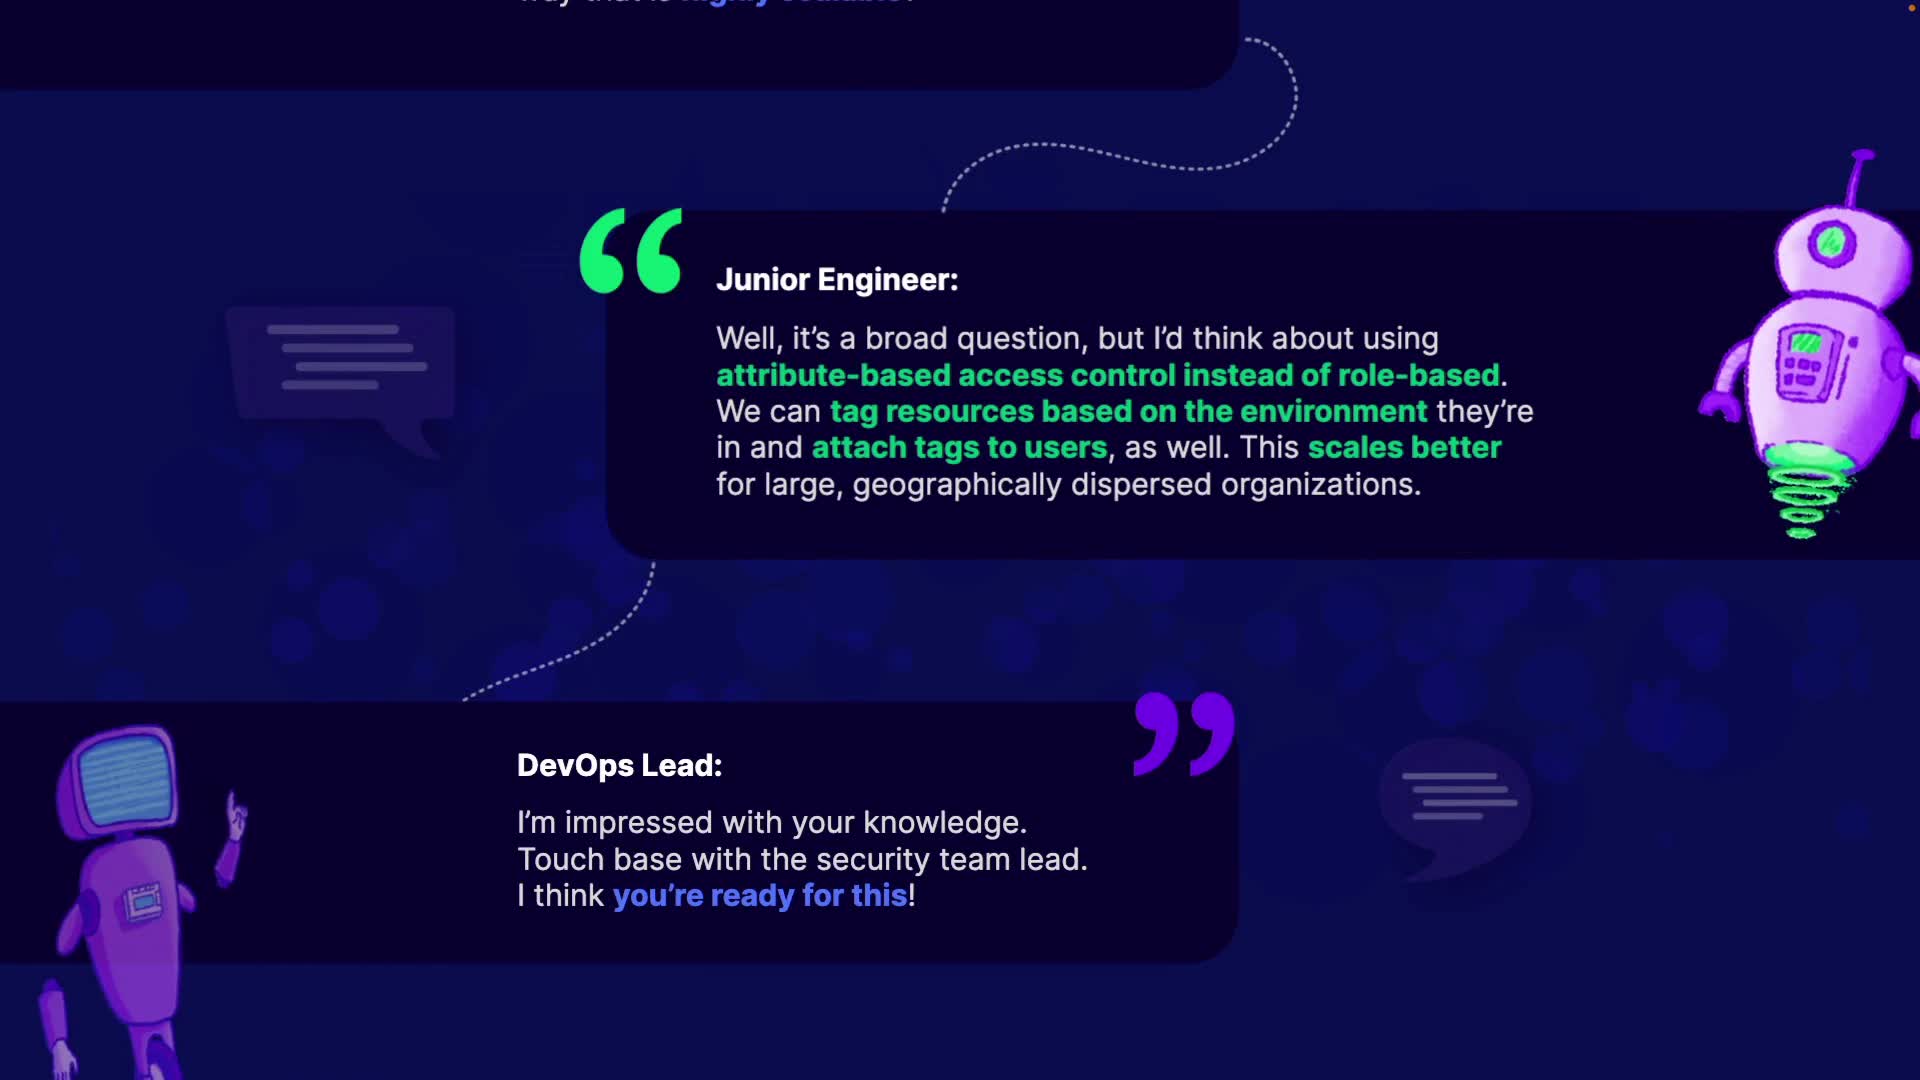 Junior Engineer:
Well, it’s a broad question, but I’d think about using
attribute-based access control instead of role-based.
We can tag resources based on the environment they’re
in and attach tags to users, as well. This scales better
for large, geographically dispersed organizations.
DevOps Lead:
I’m impressed with your knowledge.
Touch base with the security team lead.
I think you’re ready for this!